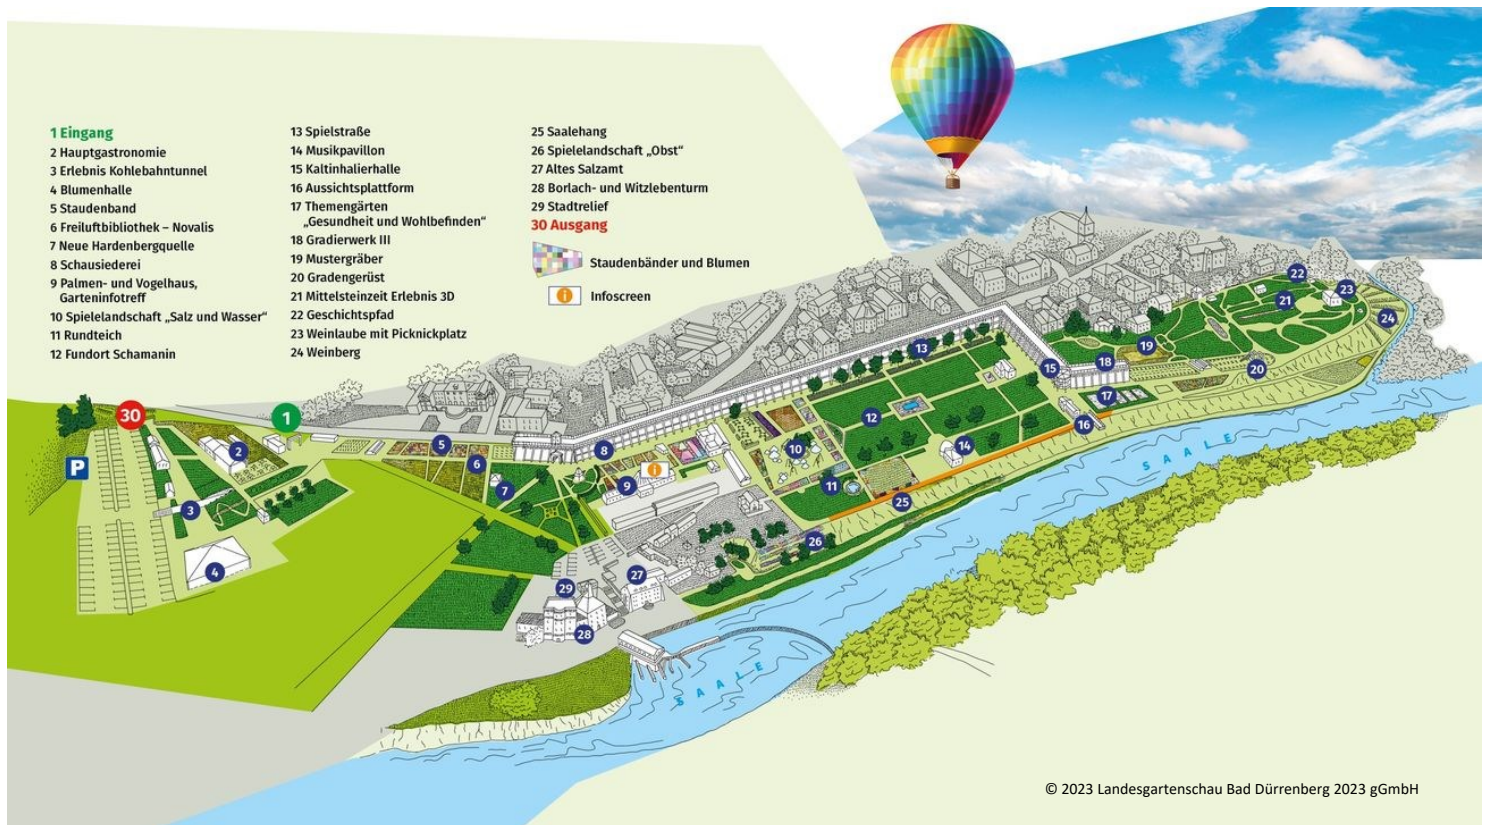 1 Eingang
2 Hauptgastronomie
3 Erlebnis Kohlebahntunnel
4 Blumenhalle
5 Staudenband
6 Freiluftbibliothek – Novalis
7 Neue Hardenbergquelle
8 Schausiederei
9 Palmen- und Vogelhaus,
Garteninfotreff
10 Spielelandschaft „Salz und Wasser“
11 Rundteich
12 Fundort Schamanin
13 Spielstraße
14 Musikpavillon
15 Kaltinhalierhalle
16 Aussichtsplattform
17 Themengärten
„Gesundheit und Wohlbefinden“
18 Gradierwerk III
19 Mustergräber
20 Gradengerüst
21 Mittelsteinzeit Erlebnis 3D
22 Geschichtspfad
23 Weinlaube mit Picknickplatz
24 Weinberg
25 Saalehang
26 Spielelandschaft „Obst“
27 Altes Salzamt
28 Borlach- und Witzlebenturm
29 Stadtrelief
30 Ausgang
Staudenbänder und Blumen
i Infoscreen
22
23
21
24
13
19
18
15
20
17
30
1
12
16
5
2
14
8
10
6
P
i
9
11
7
25
3
26
4
27
29
28
SAALE
SAALE
© 2023 Landesgartenschau Bad Dürrenberg 2023 gGmbH